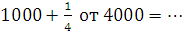 1000 + 1/4 от 4000 = ⋯